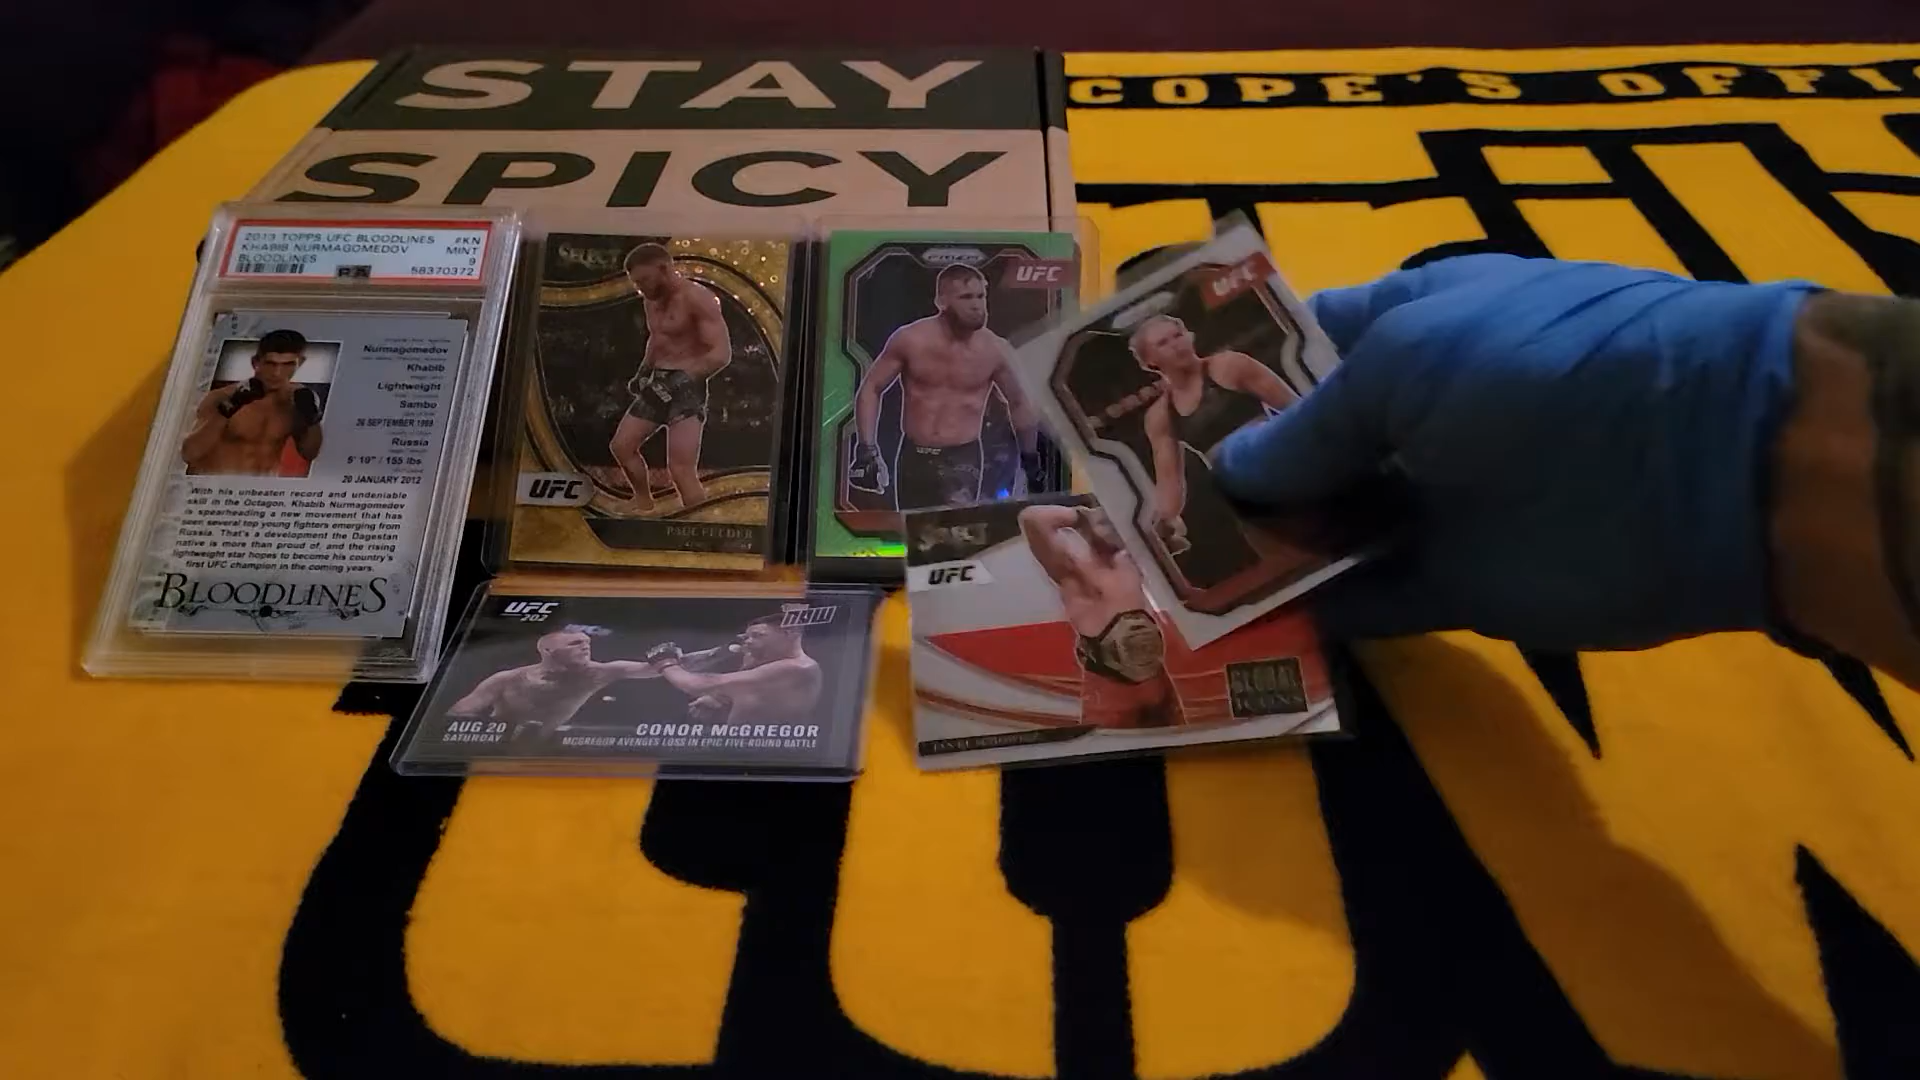 STAY
SPICY
COPE'S OFFI
2013 TOPPS UFC BLOODLINES #KN
KHABIB NURMAGOMEDOV MINT
BLOODLINES 9
58370372
Nurmagomedov
Khabib
Lightweight
Sambo
20 SEPTEMBER 1988
Russia
5' 10" / 155 lbs
20 JANUARY 2012
With his unbeaten record and undeniable
skill in the Octagon, Khabib Nurmagomedov
is spearheading a new movement that has
seen several top young fighters emerging from
Russia. That's a development the Dagestan
native is more than proud of, and the rising
lightweight star hopes to become his country's
first UFC champion in the coming years.
BLOODLINES
SELECT
UFC
PAUL FELDER
PRIZM
UFC
UFC
SELECT
UFC
GLOBAL
ICONS
UFC
202
TOPPS NOW
AUG 20
SATURDAY
CONOR McGREGOR
McGREGOR AVENGES LOSS IN EPIC FIVE-ROUND BATTLE